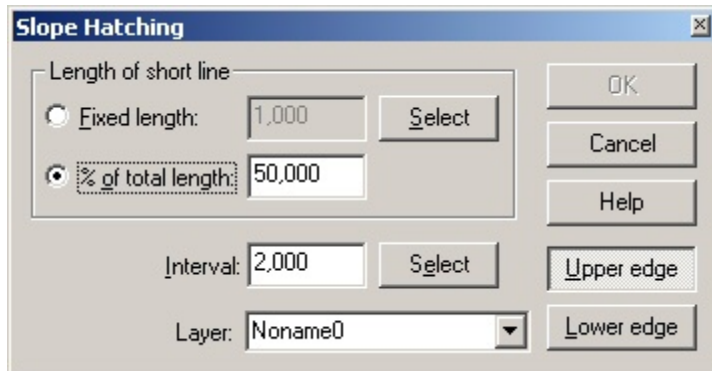 Slope Hatching
Length of short line
Fixed length: 1,000 Select
% of total length: 50,000
Interval: 2,000 Select
Layer: Noname0
OK
Cancel
Help
Upper edge
Lower edge